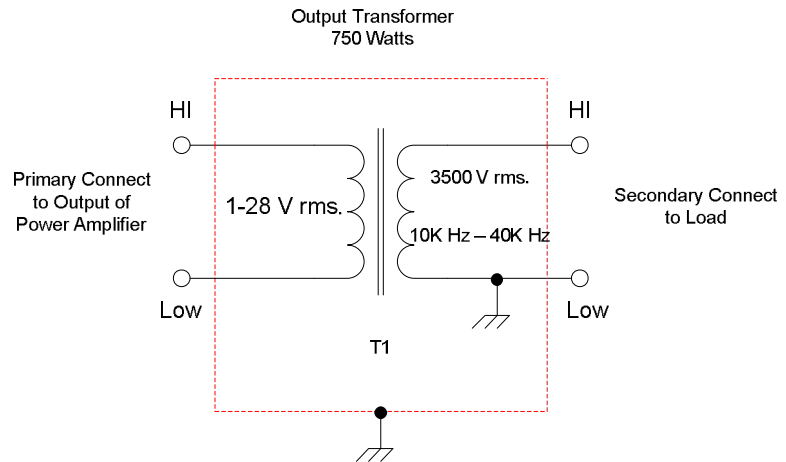 Output Transformer
750 Watts
HI
HI
Primary Connect
to Output of
Power Amplifier
1-28 V rms.
3500 V rms.
Secondary Connect
to Load
10K Hz – 40K Hz
Low
Low
T1